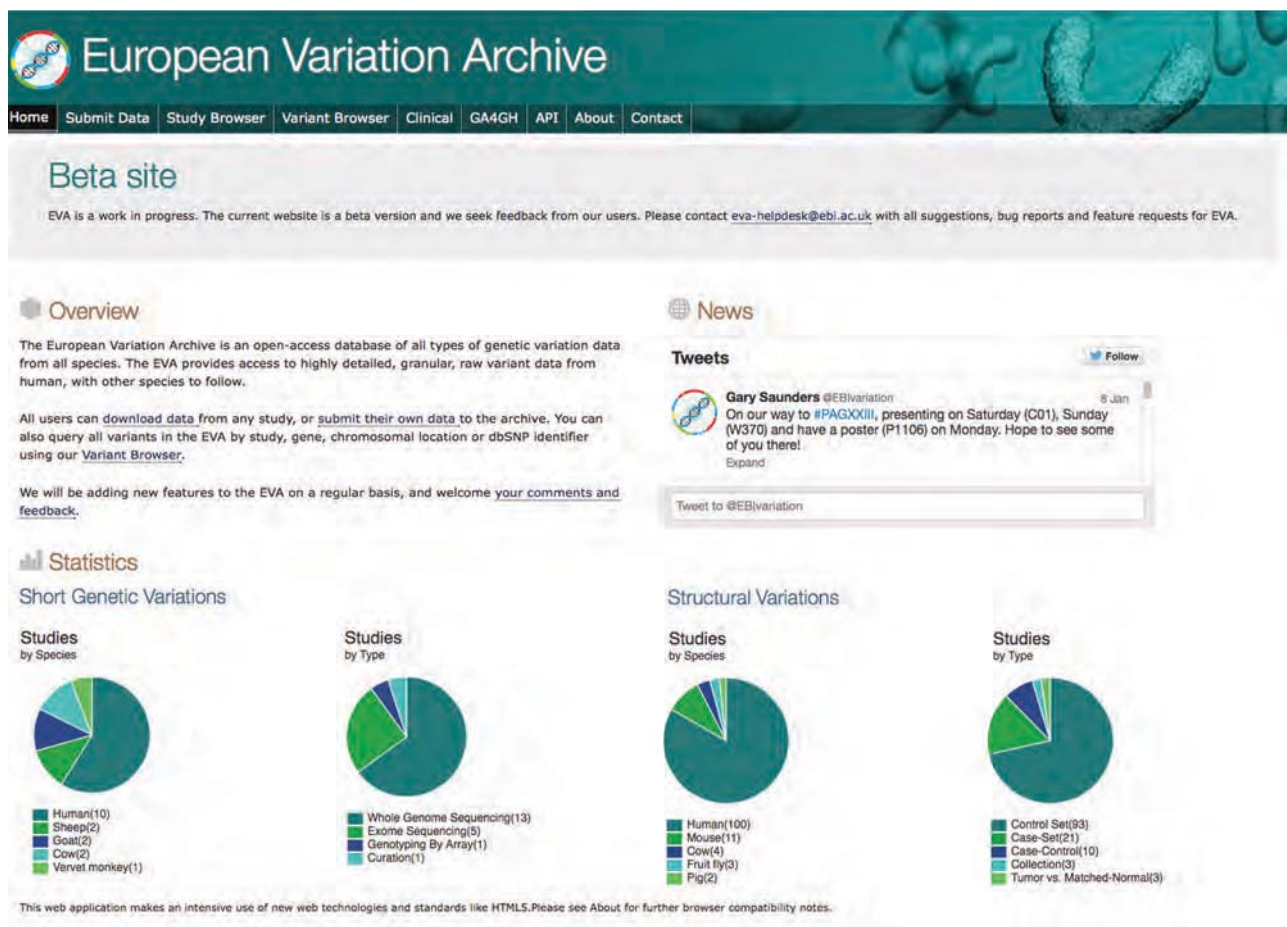 European Variation Archive
Home Submit Data Study Browser Variant Browser Clinical GA4GH API About Contact
Beta site
EVA is a work in progress. The current website is a beta version and we seek feedback from our users. Please contact eva-helpdesk@ebi.ac.uk with all suggestions, bug reports and feature requests for EVA.
Overview
The European Variation Archive is an open-access database of all types of genetic variation data
from all species. The EVA provides access to highly detailed, granular, raw variant data from
human, with other species to follow.
All users can download data from any study, or submit their own data to the archive. You can
also query all variants in the EVA by study, gene, chromosomal location or dbSNP identifier
using our Variant Browser.
We will be adding new features to the EVA on a regular basis, and welcome your comments and
feedback.
News
Tweets
Follow
Gary Saunders @EBIvariation
8 Jan
On our way to #PAGXXIII, presenting on Saturday (C01), Sunday
(W370) and have a poster (P1106) on Monday. Hope to see some
of you there!
Expand
Tweet to @EBIvariation
Statistics
Short Genetic Variations
Studies
by Species
Human(10)
Sheep(2)
Goat(2)
Cow(2)
Vervet monkey(1)
Studies
by Type
Whole Genome Sequencing(13)
Exome Sequencing(5)
Genotyping By Array(1)
Curation(1)
Structural Variations
Studies
by Species
Human(100)
Mouse(11)
Cow(4)
Fruit fly(3)
Pig(2)
Studies
by Type
Control Set(93)
Case-Set(21)
Case-Control(10)
Collection(3)
Tumor vs. Matched-Normal(3)
This web application makes an intensive use of new web technologies and standards like HTML5.Please see About for further browser compatibility notes.